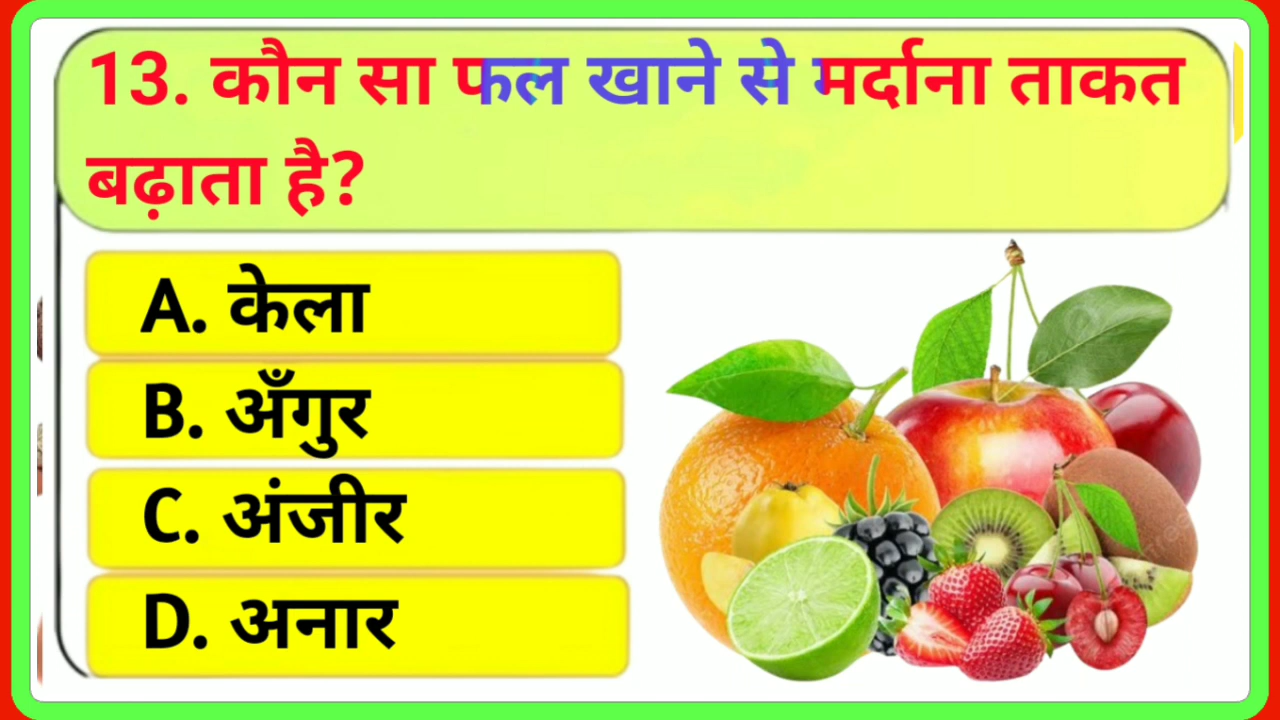 13. कौन सा फल खाने से मर्दाना ताकत
बढ़ाता है?
A. केला
B. अँगुर
C. अंजीर
D. अनार